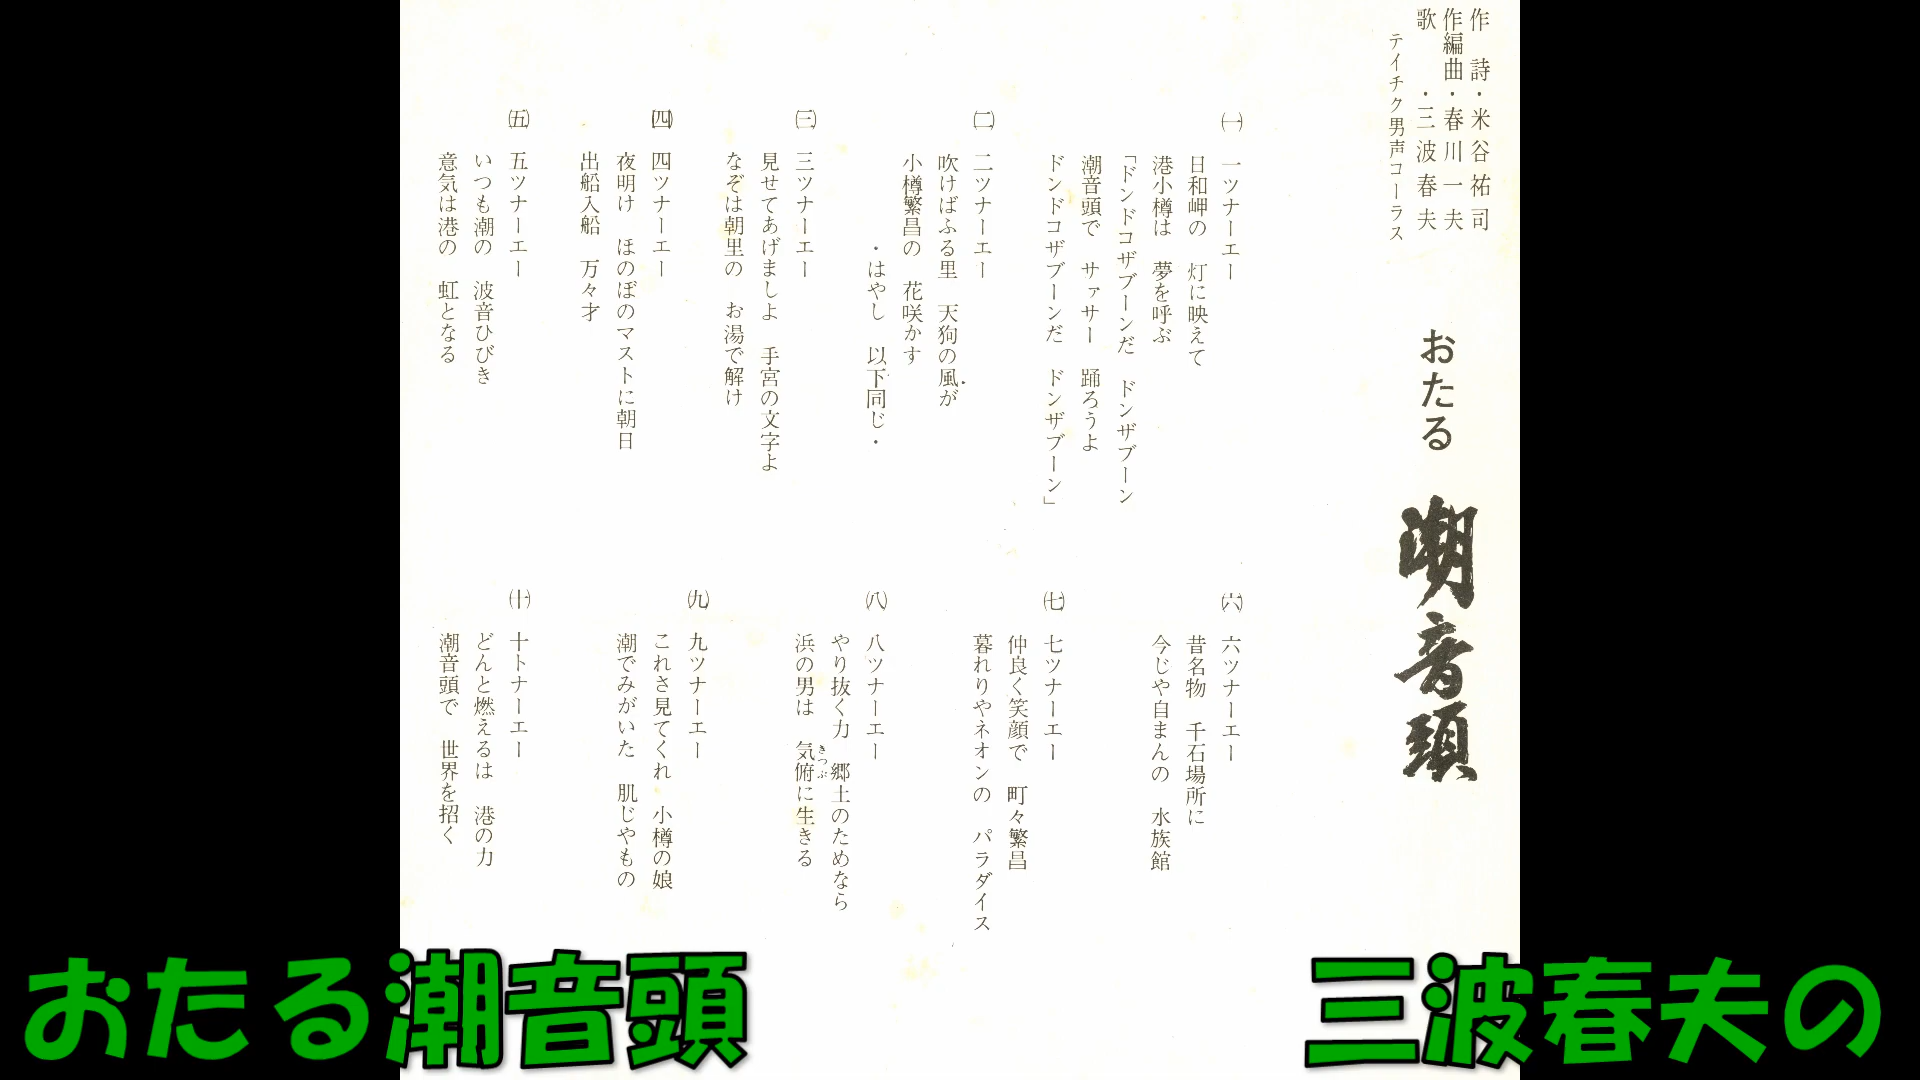 作 詩・米谷祐司
作編曲・春川一夫
歌 ・三波春夫
テイチク男声コーラス
おたる 潮音頭
㈠ 一ツナーエー
日和岬の 灯に映えて
港小樽は 夢を呼ぶ
「ドンドコザブーンだ ドンザブーン
潮音頭で サァサー 踊ろうよ
ドンドコザブーンだ ドンザブーン」
㈡ 二ツナーエー
吹けばふる里 天狗の風が
小樽繁昌の 花咲かす
・はやし 以下同じ・
㈢ 三ツナーエー
見せてあげましよ 手宮の文字よ
なぞは朝里の お湯で解け
㈣ 四ツナーエー
夜明け ほのぼのマストに朝日
出船入船 万々才
㈤ 五ツナーエー
いつも潮の 波音ひびき
意気は港の 虹となる
㈥ 六ツナーエー
昔名物 千石場所に
今じや自まんの 水族館
㈦ 七ツナーエー
仲良く笑顔で 町々繁昌
暮れりやネオンの パラダイス
㈧ 八ツナーエー
やり抜く力 郷土のためなら
浜の男は 気俯に生きる
きっぷ
㈨ 九ツナーエー
これさ見てくれ 小樽の娘
潮でみがいた 肌じやもの
㈩ 十トナーエー
どんと燃えるは 港の力
潮音頭で 世界を招く
三波春夫の
おたる潮音頭